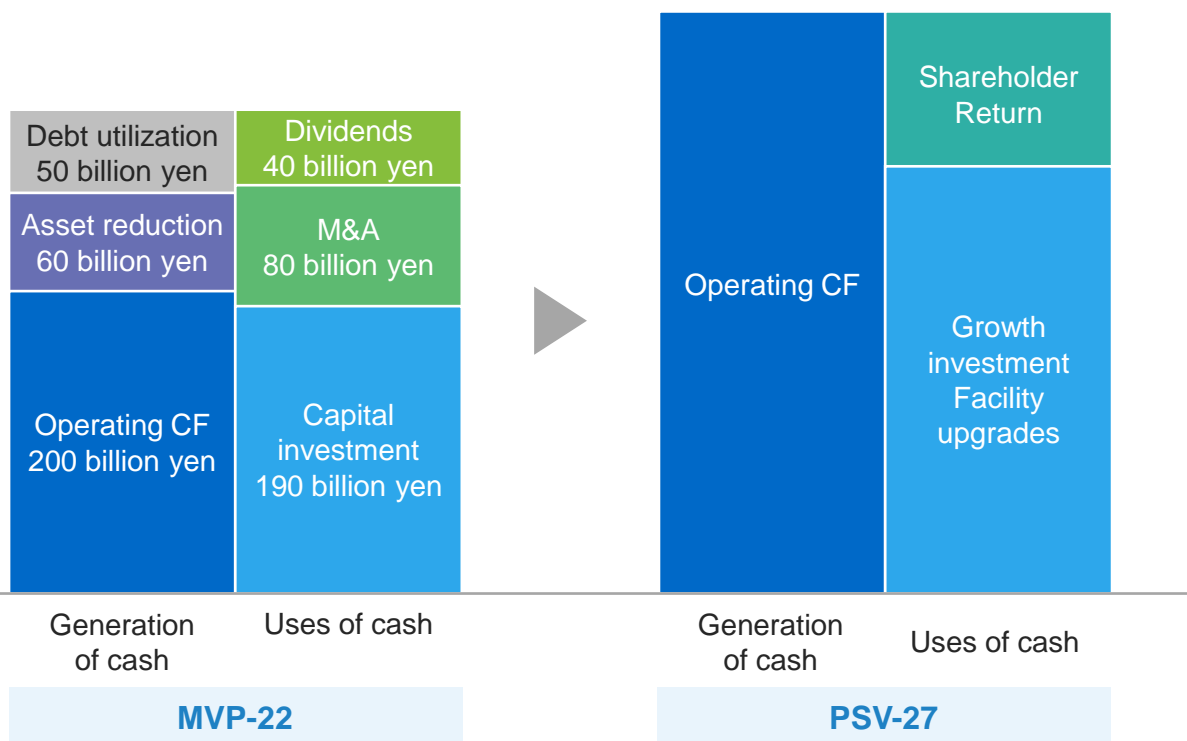 Debt utilization
50 billion yen
Asset reduction
60 billion yen
Operating CF
200 billion yen
Dividends
40 billion yen
M&A
80 billion yen
Capital
investment
190 billion yen
Generation
of cash
Uses of cash
MVP-22
Operating CF
Shareholder
Return
Growth
investment
Facility
upgrades
Generation
of cash
Uses of cash
PSV-27